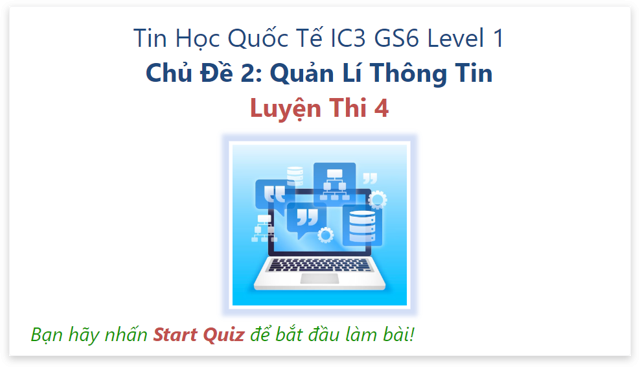 Tin Học Quốc Tế IC3 GS6 Level 1
Chủ Đề 2: Quản Lí Thông Tin
Luyện Thi 4
Bạn hãy nhấn Start Quiz để bắt đầu làm bài!